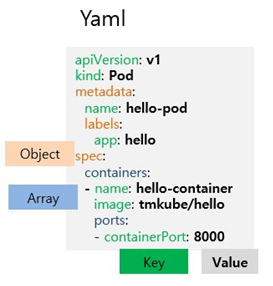 Yaml
apiVersion: v1
kind: Pod
metadata:
name: hello-pod
labels:
app: hello
Object
spec:
containers:
Array
- name: hello-container
image: tmkube/hello
ports:
- containerPort: 8000
Key
Value